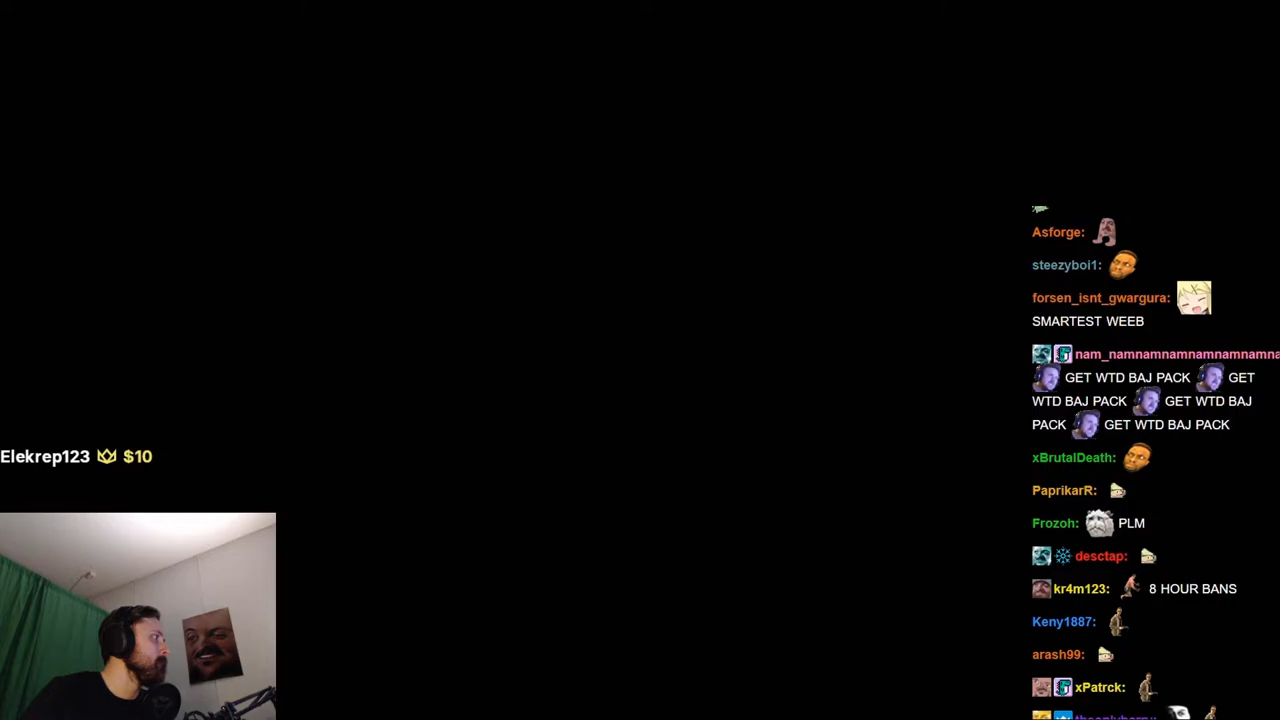 Asforge:
steezyboi1:
forsen_isnt_gwargura:
SMARTEST WEEB
nam_namnamnamnamnamnamna
GET WTD BAJ PACK GET
WTD BAJ PACK GET WTD BAJ
PACK GET WTD BAJ PACK
Elekrep123 $10
xBrutalDeath:
PaprikarR:
Frozoh: PLM
desctap:
kr4m123: 8 HOUR BANS
Keny1887:
arash99:
xPatrck: